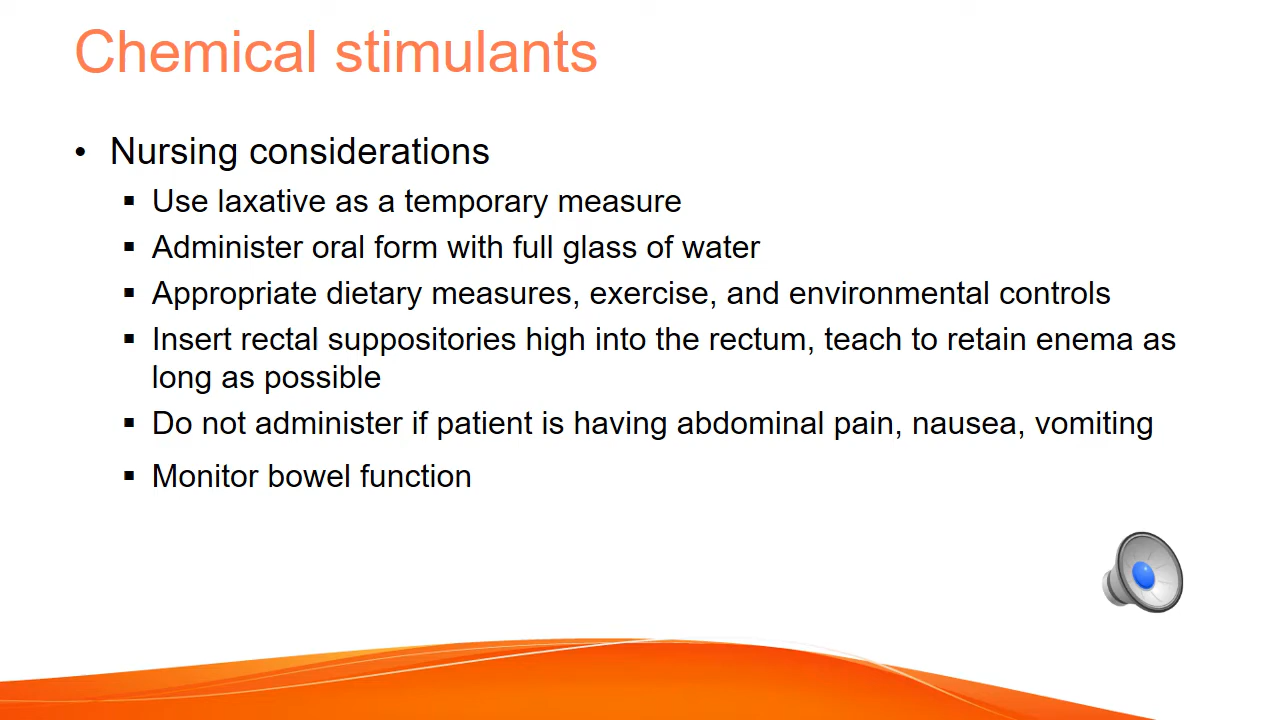 Chemical stimulants
• Nursing considerations
▪ Use laxative as a temporary measure
▪ Administer oral form with full glass of water
▪ Appropriate dietary measures, exercise, and environmental controls
▪ Insert rectal suppositories high into the rectum, teach to retain enema as
long as possible
▪ Do not administer if patient is having abdominal pain, nausea, vomiting
▪ Monitor bowel function